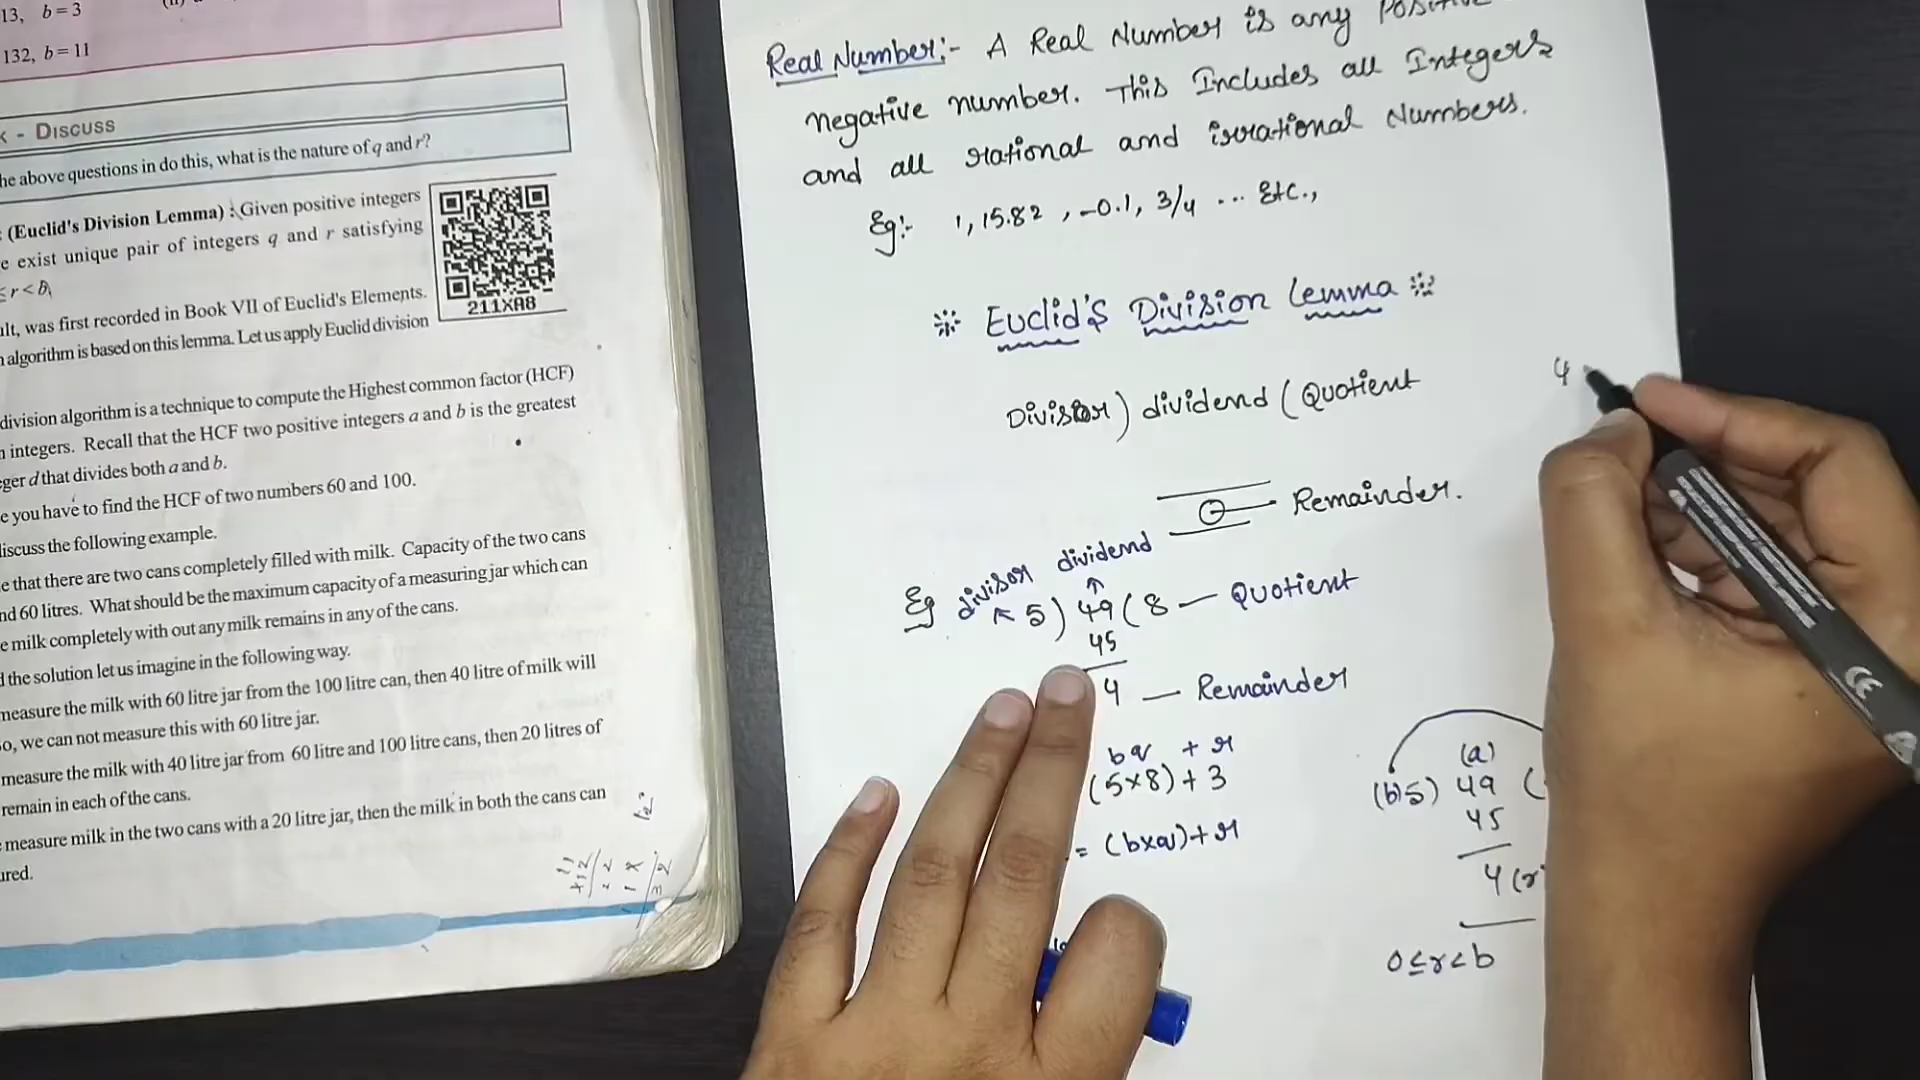 13, b = 3
132, b = 11
- DISCUSS
he above questions in do this, what is the nature of q and r?
(Euclid's Division Lemma) : Given positive integers
e exist unique pair of integers q and r satisfying
≤ r < b
211XA8
ult, was first recorded in Book VII of Euclid's Elements.
algorithm is based on this lemma. Let us apply Euclid division
division algorithm is a technique to compute the Highest common factor (HCF)
integers. Recall that the HCF two positive integers a and b is the greatest
ger d that divides both a and b.
e you have to find the HCF of two numbers 60 and 100.
discuss the following example.
e that there are two cans completely filled with milk. Capacity of the two cans
nd 60 litres. What should be the maximum capacity of a measuring jar which can
e milk completely with out any milk remains in any of the cans.
the solution let us imagine in the following way.
measure the milk with 60 litre jar from the 100 litre can, then 40 litre of milk will
o, we can not measure this with 60 litre jar.
measure the milk with 40 litre jar from 60 litre and 100 litre cans, then 20 litres of
remain in each of the cans.
measure milk in the two cans with a 20 litre jar, then the milk in both the cans can
ured.
Real Number:- A Real Number is any Positive
negative number. This Includes all Integers
and all rational and irrational Numbers.
Eg:- 1, 15.82, -0.1, 3/4 ... Etc.,
Euclid's Division Lemma
Divisor) dividend (Quotient
4
Remainder.
divisor dividend
Eg 5) 49 (8 — Quotient
45
4 — Remainder
bq + r
(5x8) + 3
= (bxq) + r
(a)
(b) 5) 49 (
45
4 (r
0≤r<b